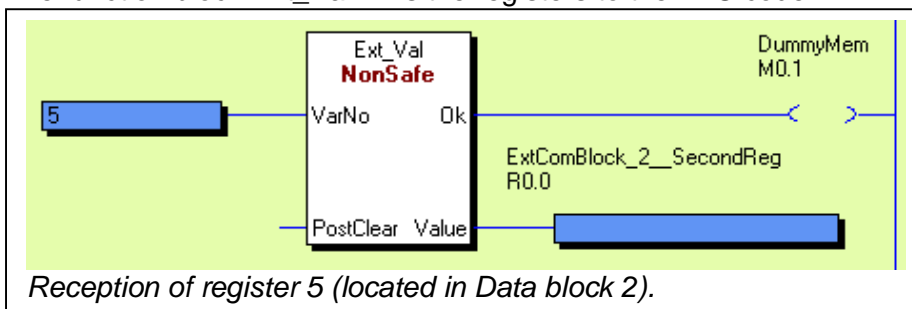 Ext_Val
NonSafe
DummyMem
M0.1
5
VarNo Ok
ExtComBlock_2__SecondReg
R0.0
PostClear Value
Reception of register 5 (located in Data block 2).